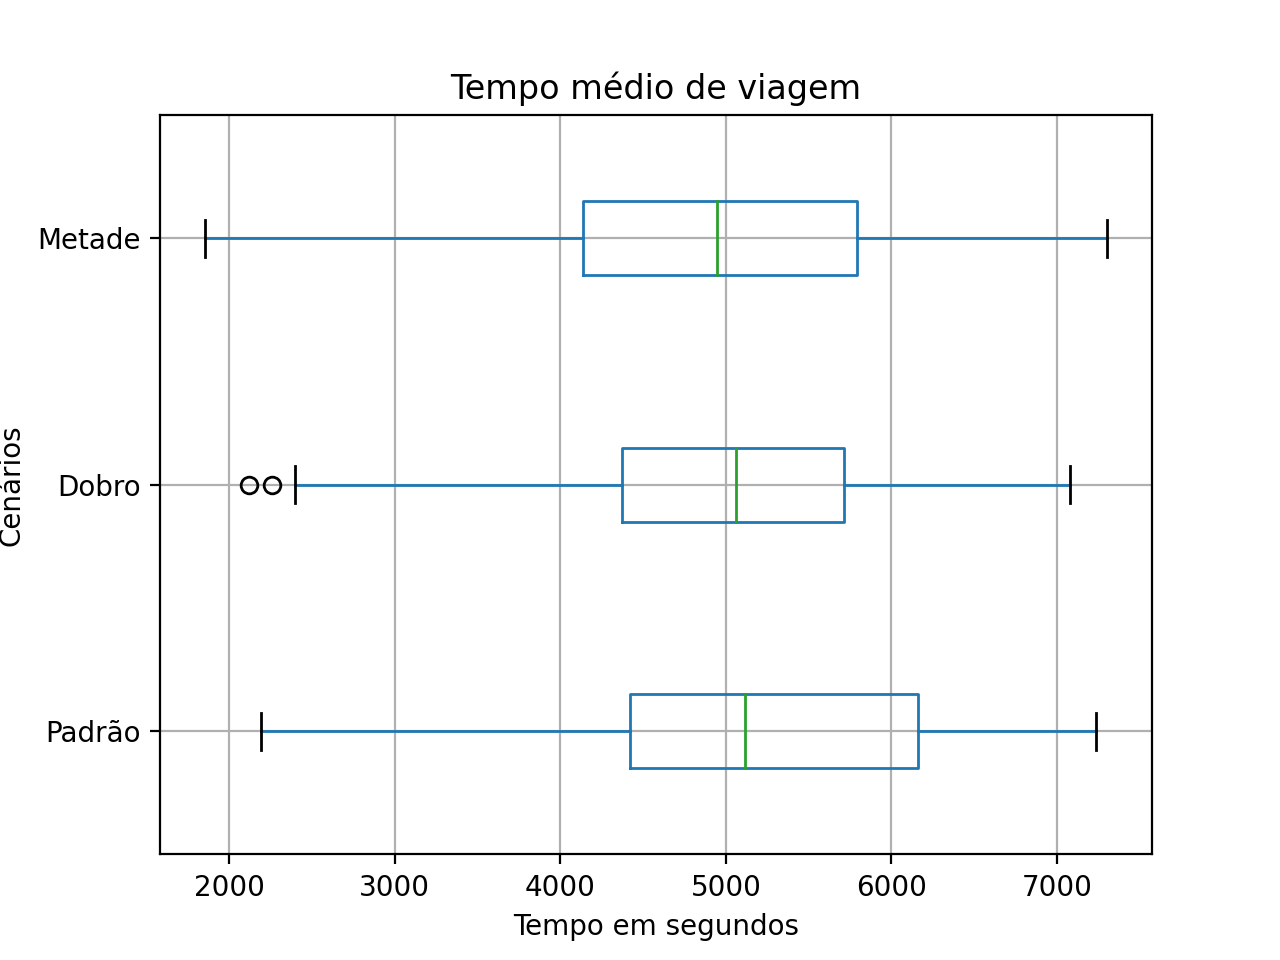 Tempo médio de viagem
Metade
Dobro
Padrão
Cenários
2000 3000 4000 5000 6000 7000
Tempo em segundos